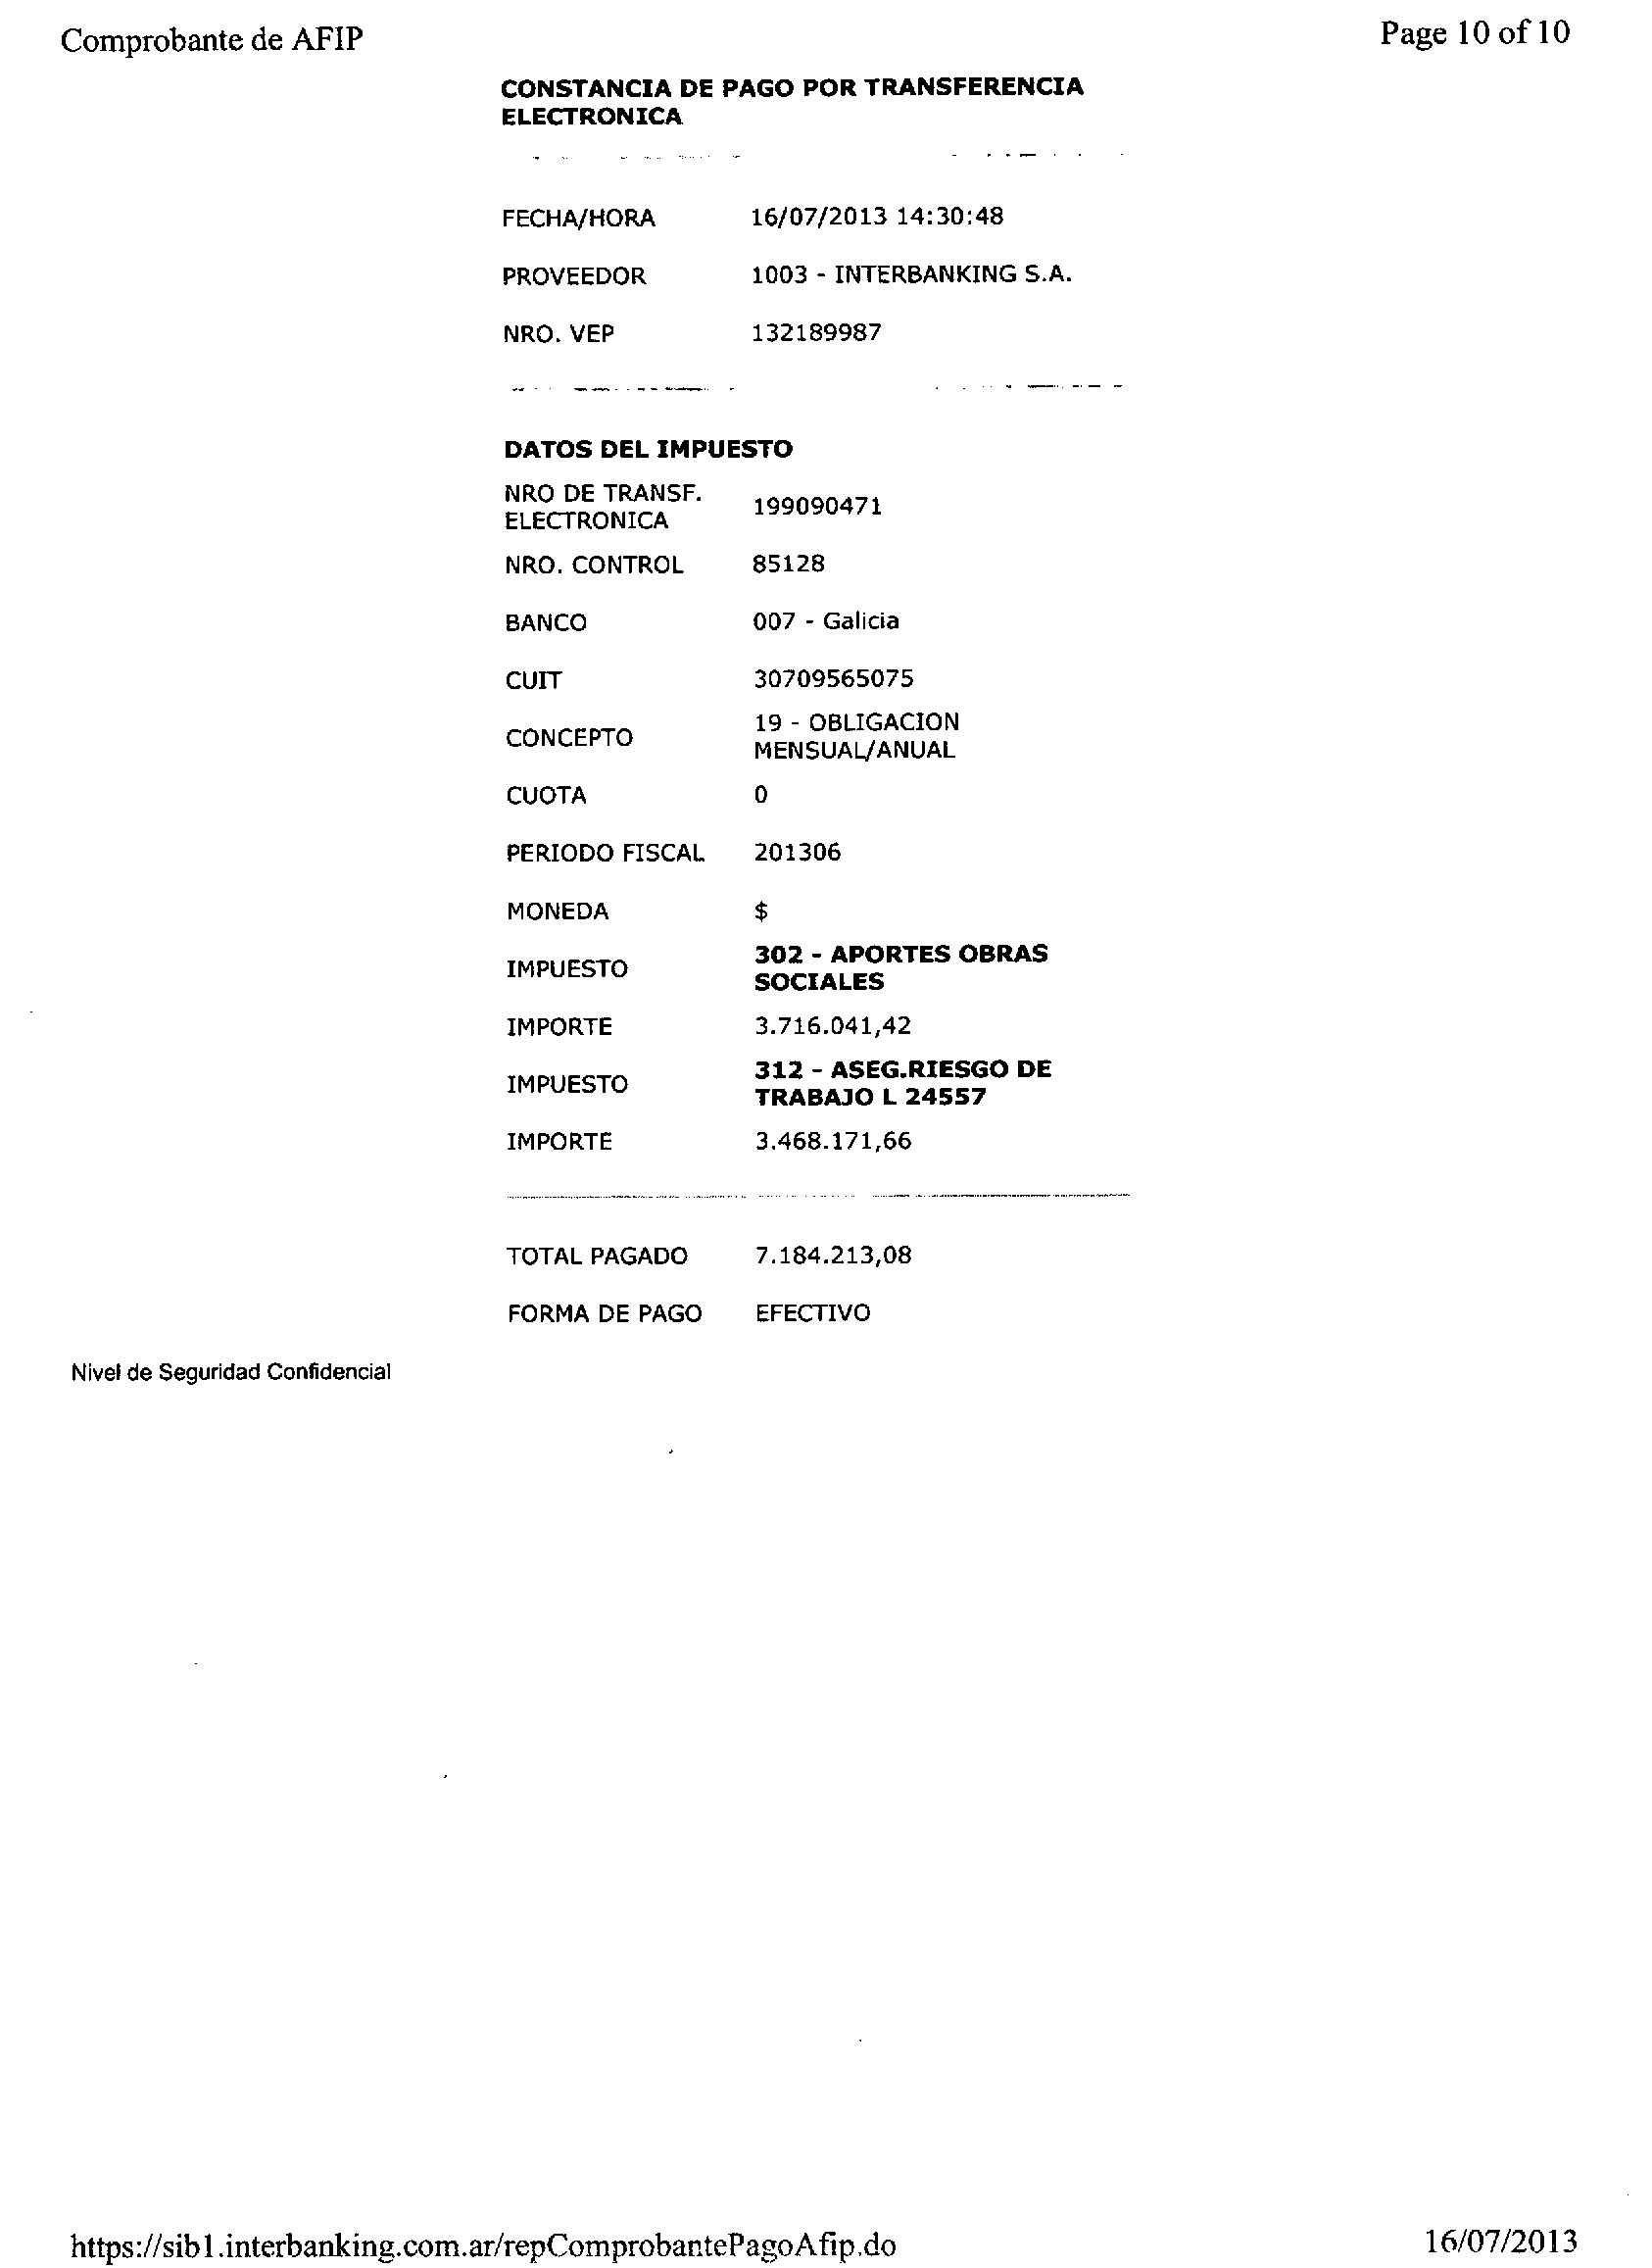 Comprobante de AFIP
Page 10 of 10
CONSTANCIA DE PAGO POR TRANSFERENCIA
ELECTRONICA
FECHA/HORA 16/07/2013 14:30:48
PROVEEDOR 1003 - INTERBANKING S.A.
NRO. VEP 132189987
DATOS DEL IMPUESTO
NRO DE TRANSF.
ELECTRONICA 199090471
NRO. CONTROL 85128
BANCO 007 - Galicia
CUIT 30709565075
CONCEPTO 19 - OBLIGACION
MENSUAL/ANUAL
CUOTA 0
PERIODO FISCAL 201306
MONEDA $
IMPUESTO 302 - APORTES OBRAS
SOCIALES
IMPORTE 3.716.041,42
IMPUESTO 312 - ASEG.RIESGO DE
TRABAJO L 24557
IMPORTE 3.468.171,66
TOTAL PAGADO 7.184.213,08
FORMA DE PAGO EFECTIVO
Nivel de Seguridad Confidencial
https://sib1.interbanking.com.ar/repComprobantePagoAfip.do
16/07/2013